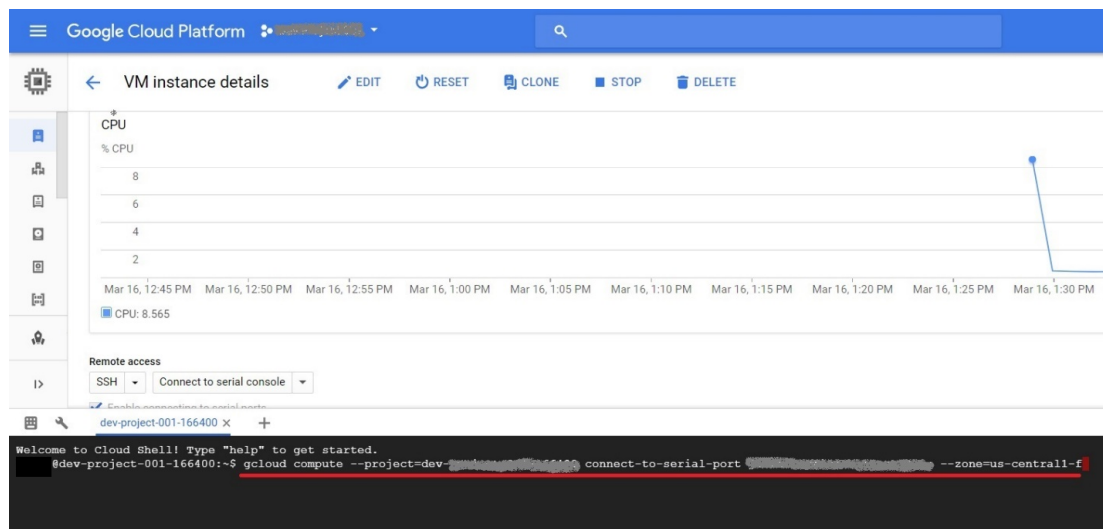 Google Cloud Platform
VM instance details EDIT RESET CLONE STOP DELETE
CPU
% CPU
8
6
4
2
Mar 16, 12:45 PM Mar 16, 12:50 PM Mar 16, 12:55 PM Mar 16, 1:00 PM Mar 16, 1:05 PM Mar 16, 1:10 PM Mar 16, 1:15 PM Mar 16, 1:20 PM Mar 16, 1:25 PM Mar 16, 1:30 PM
CPU: 8.565
Remote access
SSH Connect to serial console
Enable connecting to serial ports
dev-project-001-166400 × +
Welcome to Cloud Shell! Type "help" to get started.
@dev-project-001-166400:~$ gcloud compute --project=dev- connect-to-serial-port --zone=us-central1-f